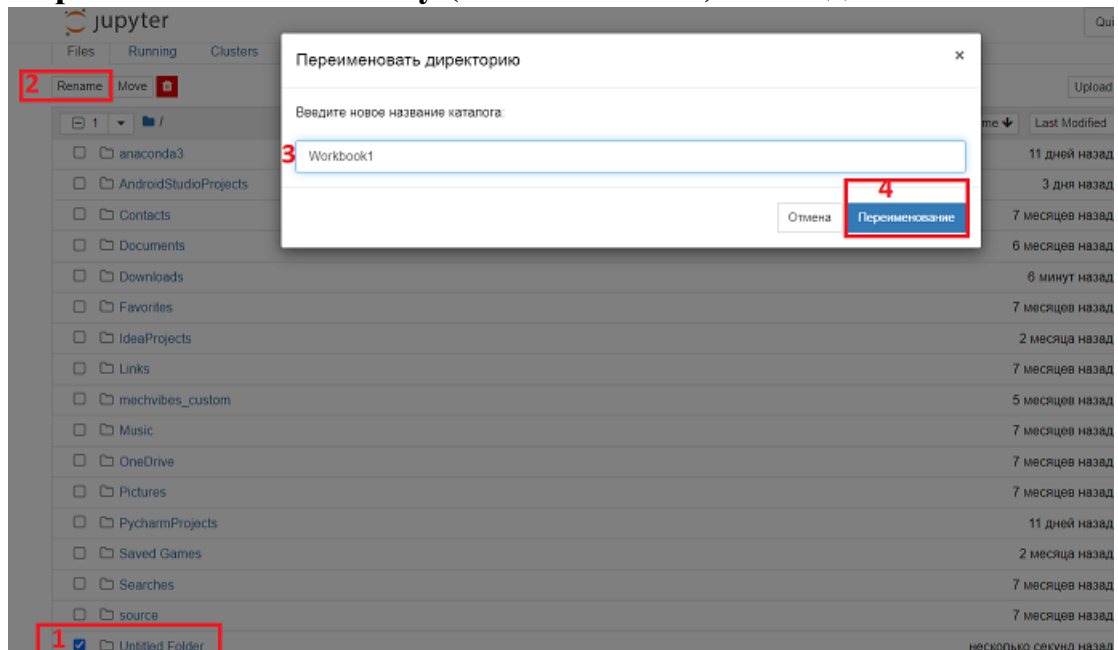 jupyter
Qui
Files Running Clusters
Переименовать директорию ×
2 Rename Move
Upload
Введите новое название каталога:
1 /
me Last Modified
3 Workbook1
anaconda3 11 дней назад
AndroidStudioProjects 3 дня назад
4
Contacts 7 месяцев назад
Отмена Переименование
Documents 6 месяцев назад
Downloads 6 минут назад
Favorites 7 месяцев назад
IdeaProjects 2 месяца назад
Links 7 месяцев назад
mechvibes_custom 5 месяцев назад
Music 7 месяцев назад
OneDrive 7 месяцев назад
Pictures 7 месяцев назад
PycharmProjects 11 дней назад
Saved Games 2 месяца назад
Searches 7 месяцев назад
source 7 месяцев назад
1 Untitled Folder несколько секунд назад